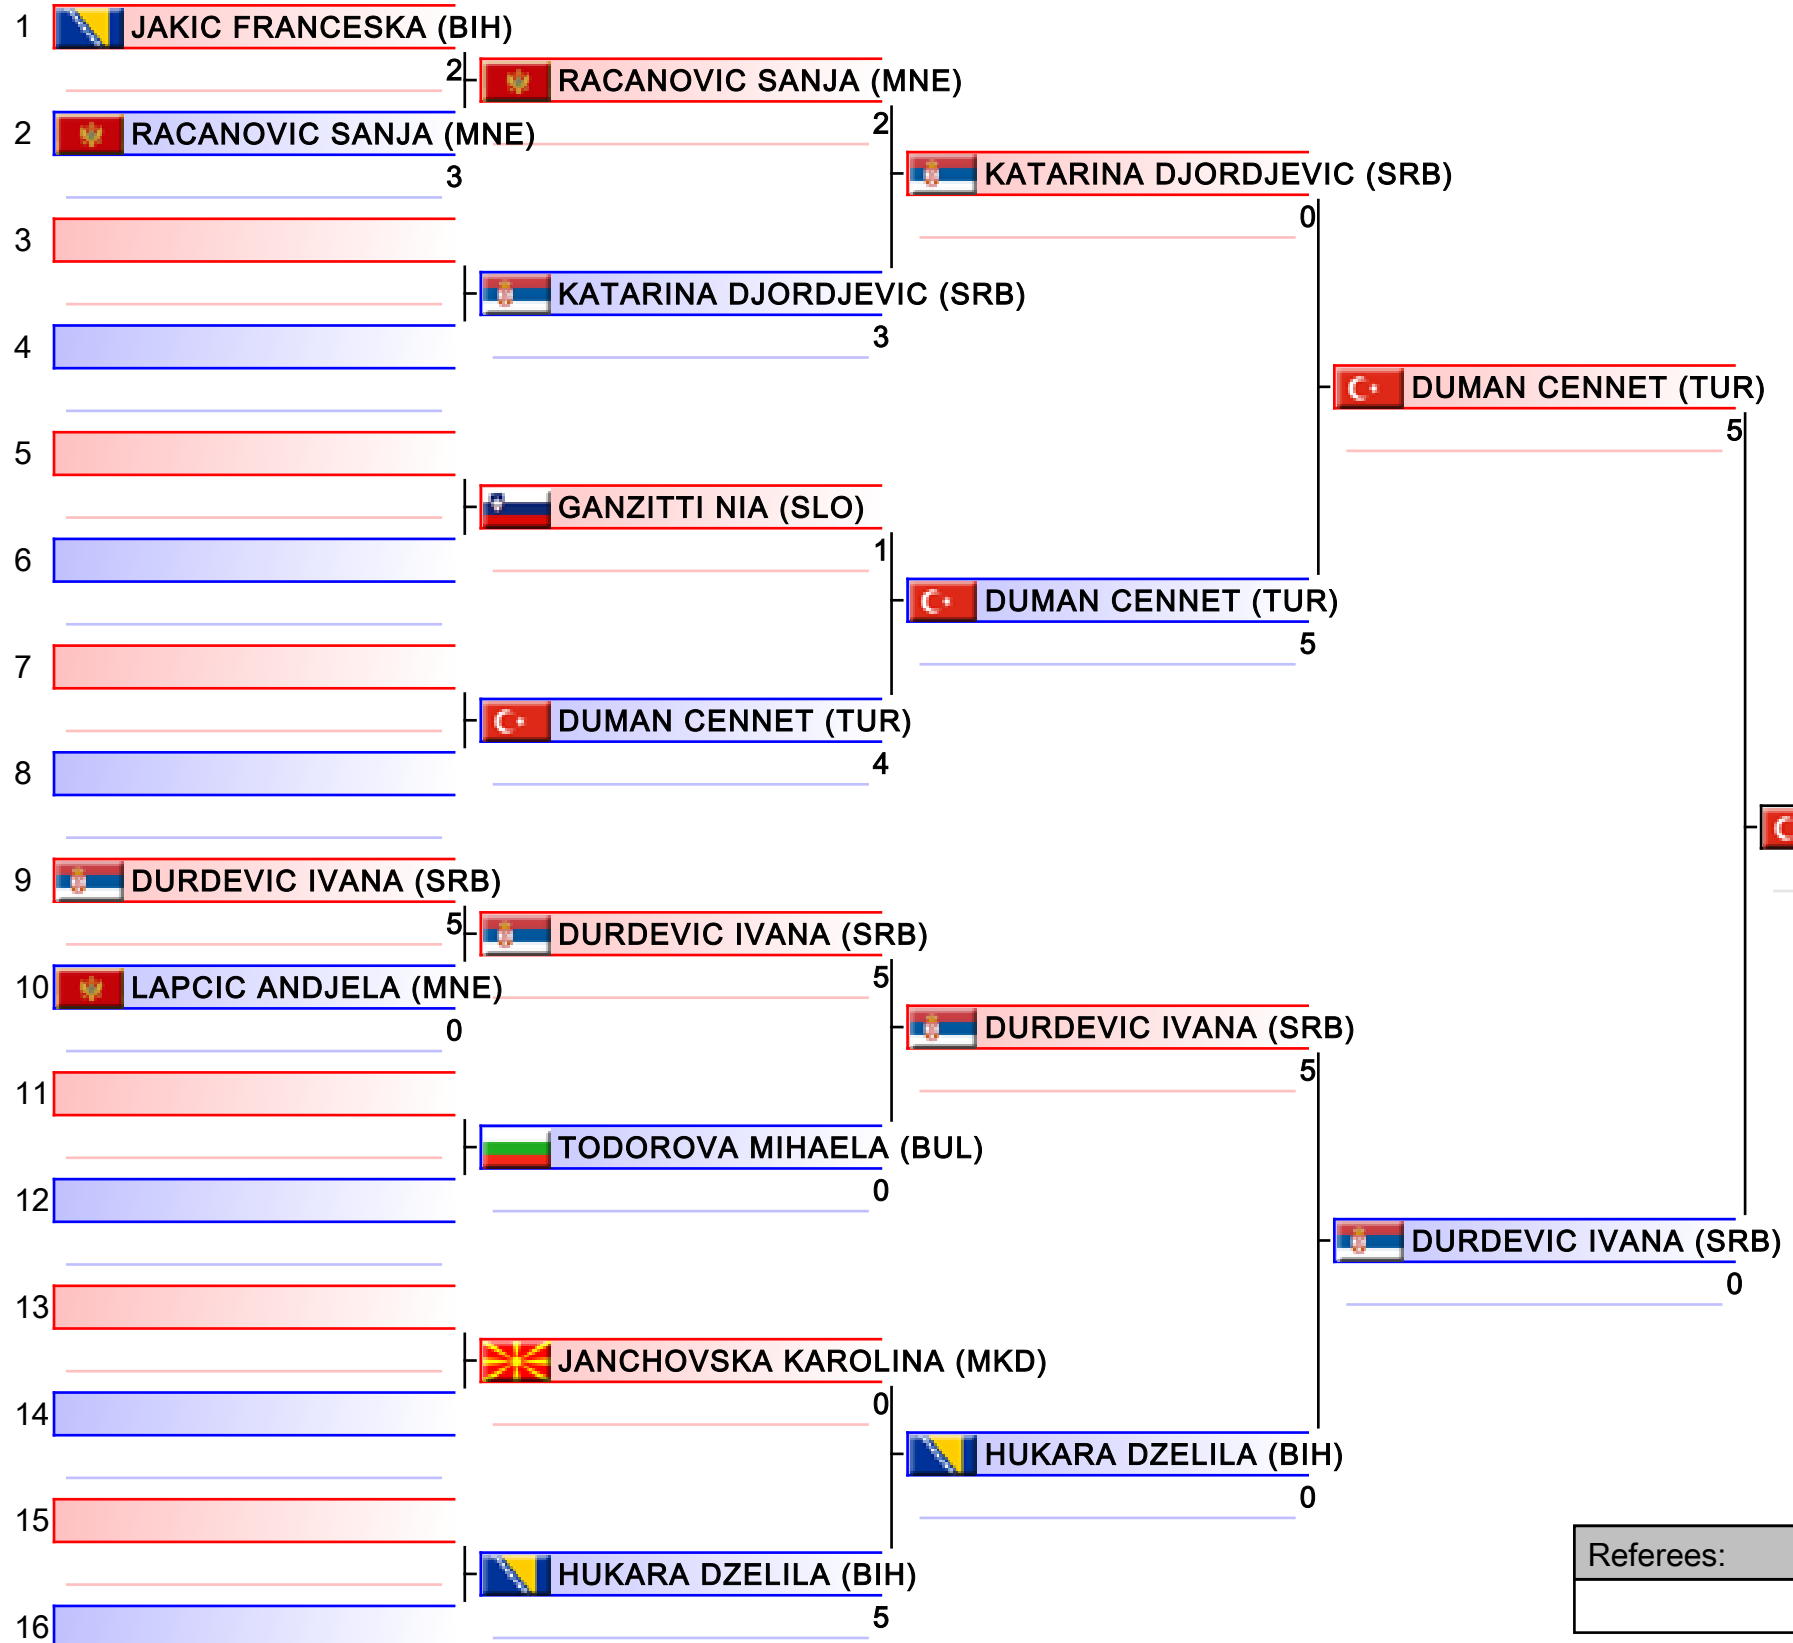 1 JAKIC FRANCESKA (BIH)
2 RACANOVIC SANJA (MNE)
2 RACANOVIC SANJA (MNE)
2
KATARINA DJORDJEVIC (SRB)
3
3
0
KATARINA DJORDJEVIC (SRB)
4
3
DUMAN CENNET (TUR)
5
5
GANZITTI NIA (SLO)
6
1
DUMAN CENNET (TUR)
5
7
DUMAN CENNET (TUR)
8
4
9 DURDEVIC IVANA (SRB)
5 DURDEVIC IVANA (SRB)
10 LAPCIC ANDJELA (MNE)
5
0
DURDEVIC IVANA (SRB)
5
11
TODOROVA MIHAELA (BUL)
12
0
DURDEVIC IVANA (SRB)
0
13
JANCHOVSKA KAROLINA (MKD)
14
0
HUKARA DZELILA (BIH)
0
15
Referees:
HUKARA DZELILA (BIH)
5
16